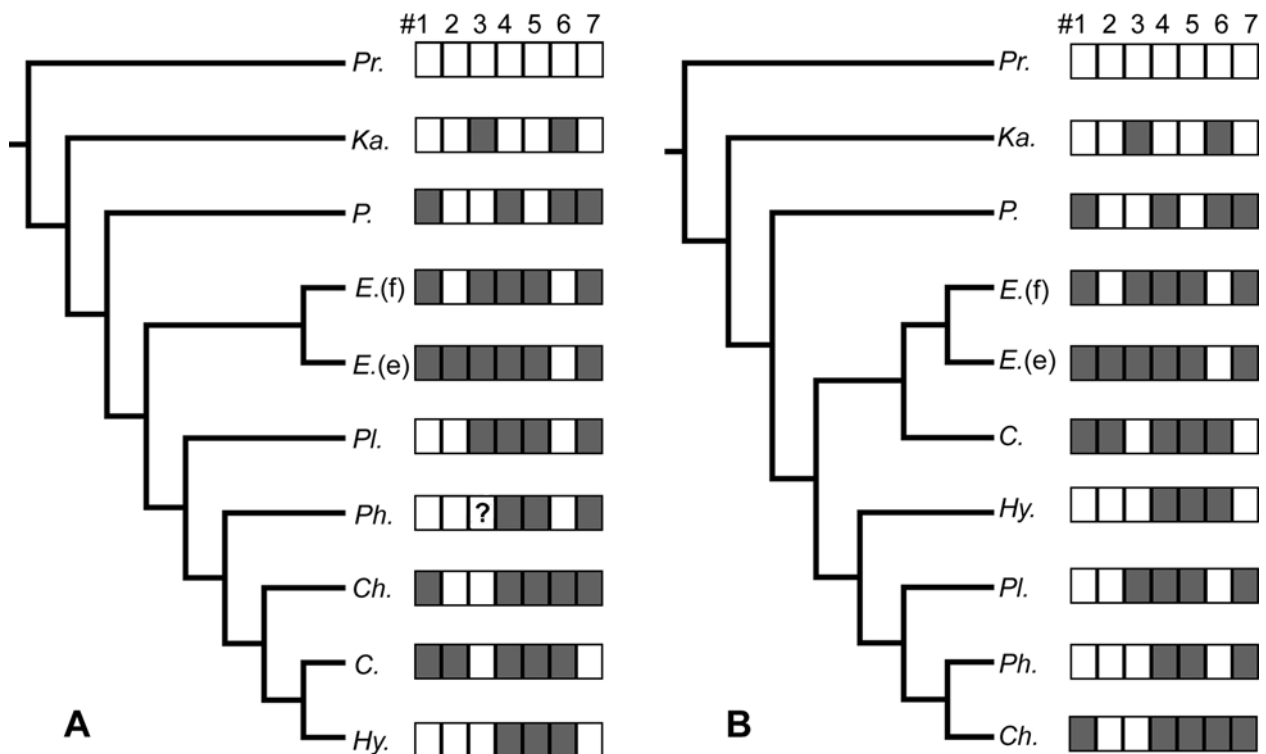 #1 2 3 4 5 6 7
Pr.
Ka.
P.
E.(f)
E.(e)
Pl.
Ph. ?
Ch.
C.
Hy.
A
#1 2 3 4 5 6 7
Pr.
Ka.
P.
E.(f)
E.(e)
C.
Hy.
Pl.
Ph.
Ch.
B